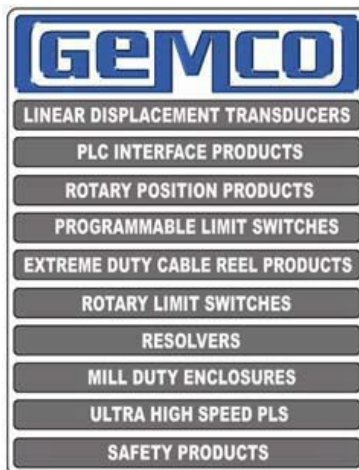 GEMCO
LINEAR DISPLACEMENT TRANSDUCERS
PLC INTERFACE PRODUCTS
ROTARY POSITION PRODUCTS
PROGRAMMABLE LIMIT SWITCHES
EXTREME DUTY CABLE REEL PRODUCTS
ROTARY LIMIT SWITCHES
RESOLVERS
MILL DUTY ENCLOSURES
ULTRA HIGH SPEED PLS
SAFETY PRODUCTS